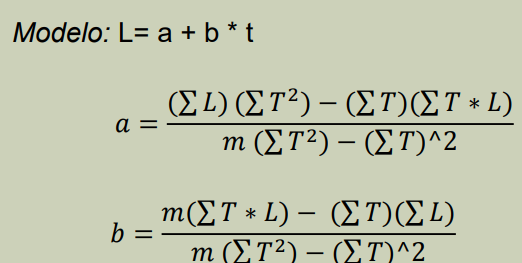 Modelo: L= a + b * t
a = (∑ L) (∑ T²) − (∑ T)(∑ T ∗ L) / m (∑ T²) − (∑ T)^2
b = m(∑ T ∗ L) − (∑ T)(∑ L) / m (∑ T²) − (∑ T)^2